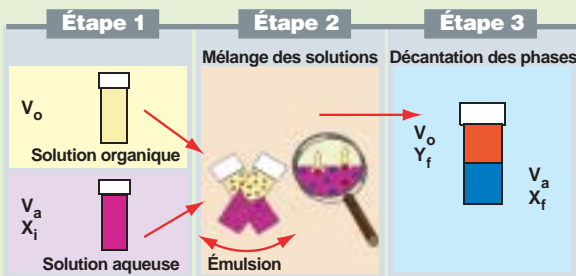 Étape 1
Étape 2
Étape 3
Mélange des solutions
Décantation des phases
Vo
Solution organique
Va
Xi
Solution aqueuse
Émulsion
Vo
Yf
Va
Xf